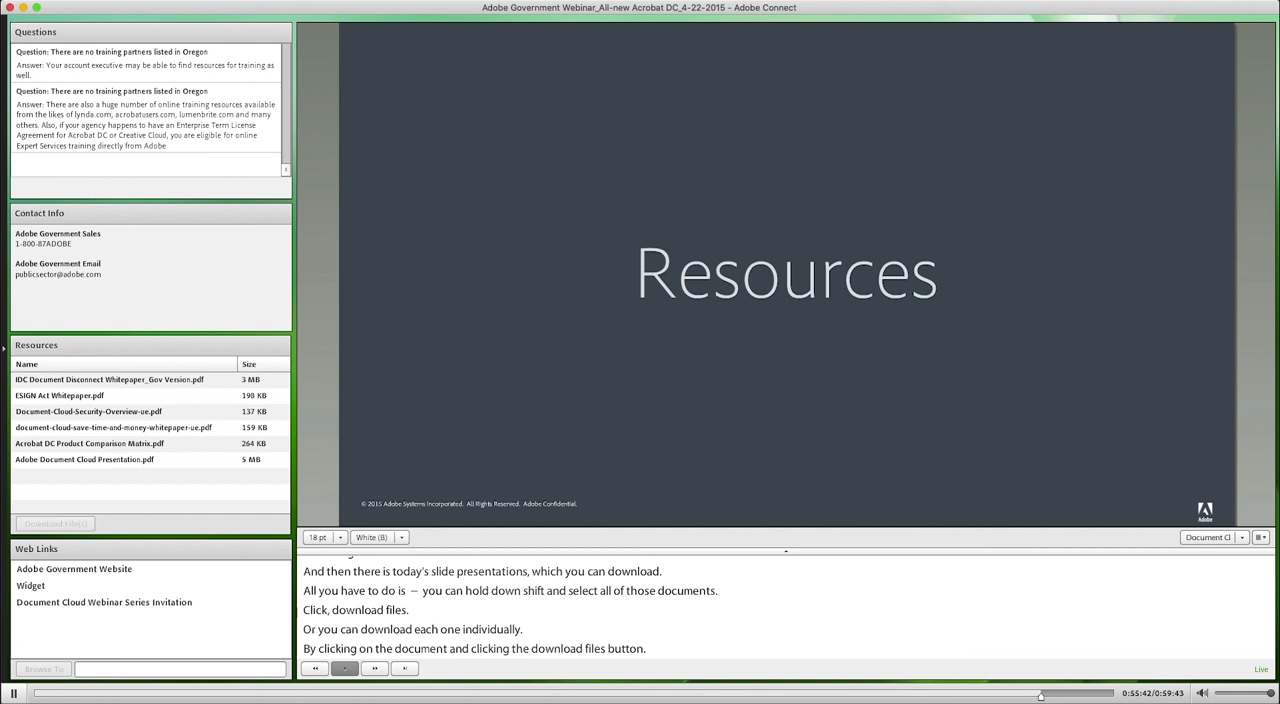 Adobe Government Webinar_All-new Acrobat DC_4-22-2015 - Adobe Connect
Questions
Question: There are no training partners listed in Oregon
Answer: Your account executive may be able to find resources for training as
well.
Question: There are no training partners listed in Oregon
Answer: There are also a huge number of online training resources available
from the likes of lynda.com, acrobatusers.com, lumenbrite.com and many
others. Also, if your agency happens to have an Enterprise Term License
Agreement for Acrobat DC or Creative Cloud, you are eligible for online
Expert Services training directly from Adobe.
Contact Info
Adobe Government Sales
1-800-87ADOBE
Adobe Government Email
publicsector@adobe.com
Resources
Name Size
IDC Document Disconnect Whitepaper_Gov Version.pdf 3 MB
ESIGN Act Whitepaper.pdf 198 KB
Document-Cloud-Security-Overview-ue.pdf 137 KB
document-cloud-save-time-and-money-whitepaper-ue.pdf 159 KB
Acrobat DC Product Comparison Matrix.pdf 264 KB
Adobe Document Cloud Presentation.pdf 5 MB
Download File(s)
Web Links
Adobe Government Website
Widget
Document Cloud Webinar Series Invitation
Browse To
Resources
© 2015 Adobe Systems Incorporated. All Rights Reserved. Adobe Confidential.
Adobe
18 pt White (B) Document Cl
And then there is today's slide presentations, which you can download.
All you have to do is -- you can hold down shift and select all of those documents.
Click, download files.
Or you can download each one individually.
By clicking on the document and clicking the download files button.
Live
0:55:42/0:59:43